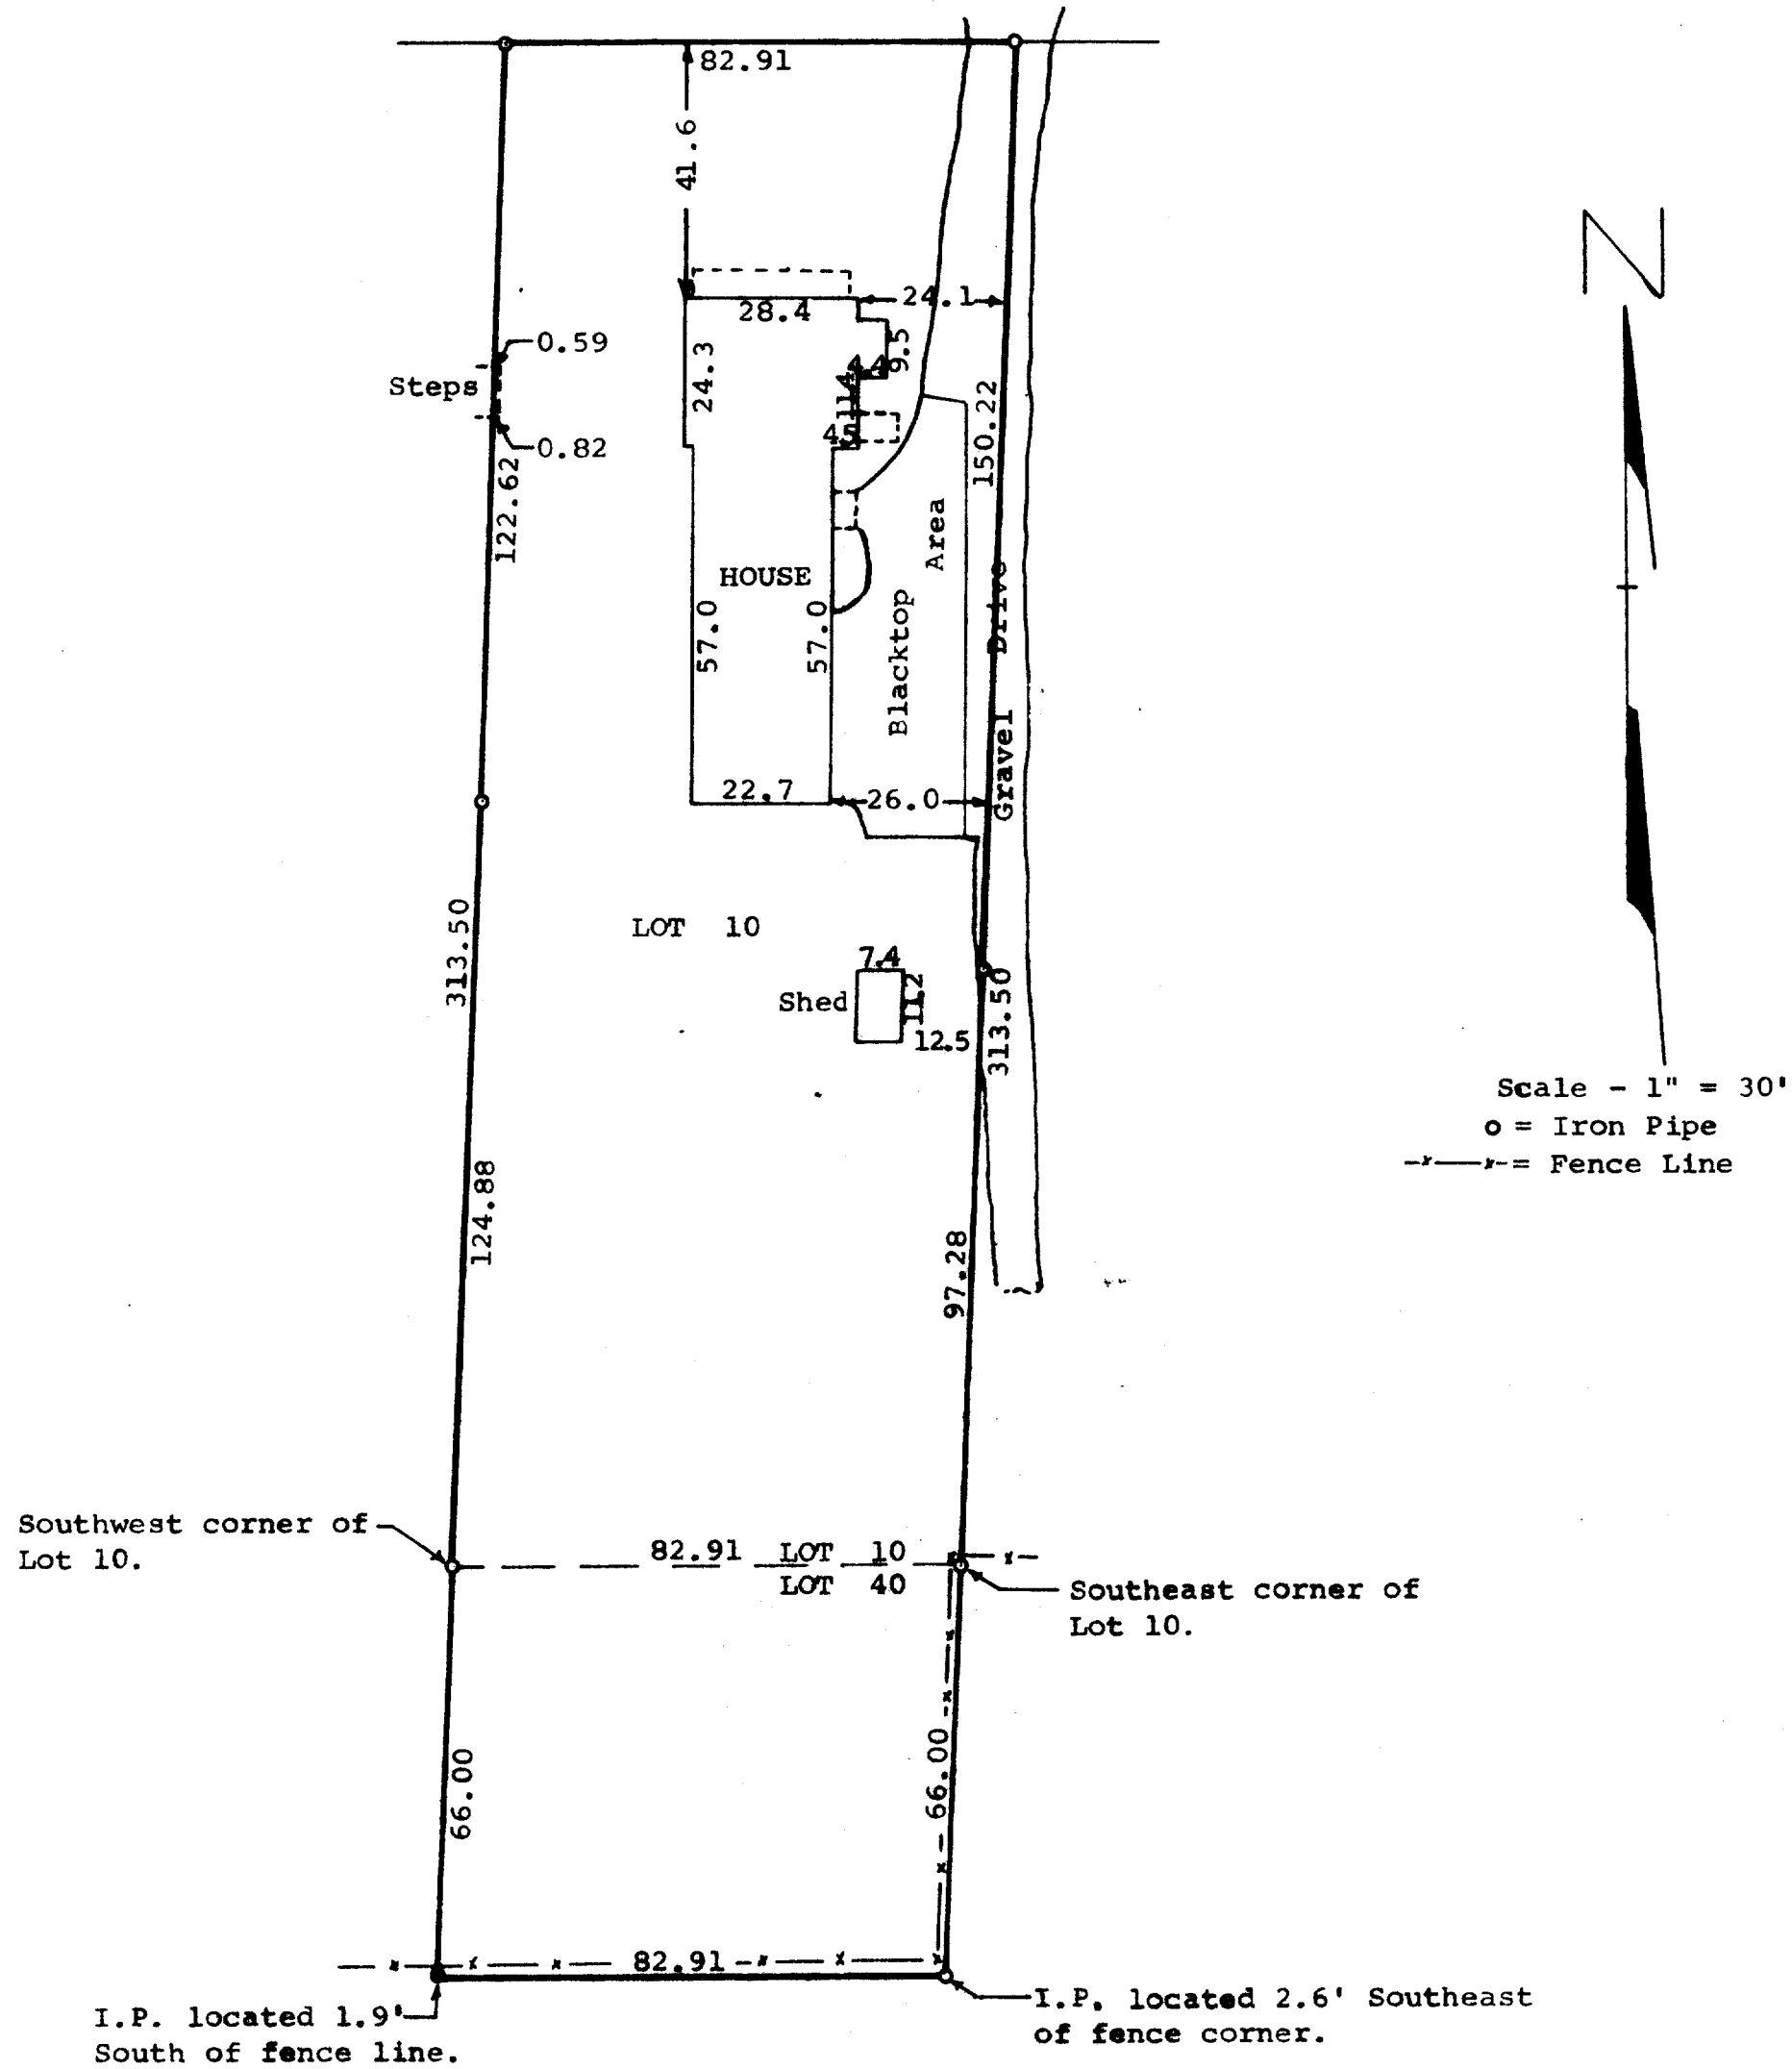 82.91
41.6
28.4
24.1
0.59
Steps
0.82
24.3
9.5
4.4
4.5
150.22
122.62
HOUSE
57.0
57.0
Blacktop Area
Gravel Drive
22.7
26.0
N
LOT 10
313.50
7.4
Shed
11.2
12.5
313.50
Scale - 1" = 30'
o = Iron Pipe
-x-x- = Fence Line
124.88
97.28
Southwest corner of
Lot 10.
82.91 LOT 10
LOT 40
Southeast corner of
Lot 10.
66.00
66.00
82.91
I.P. located 1.9'
South of fence line.
I.P. located 2.6' Southeast
of fence corner.